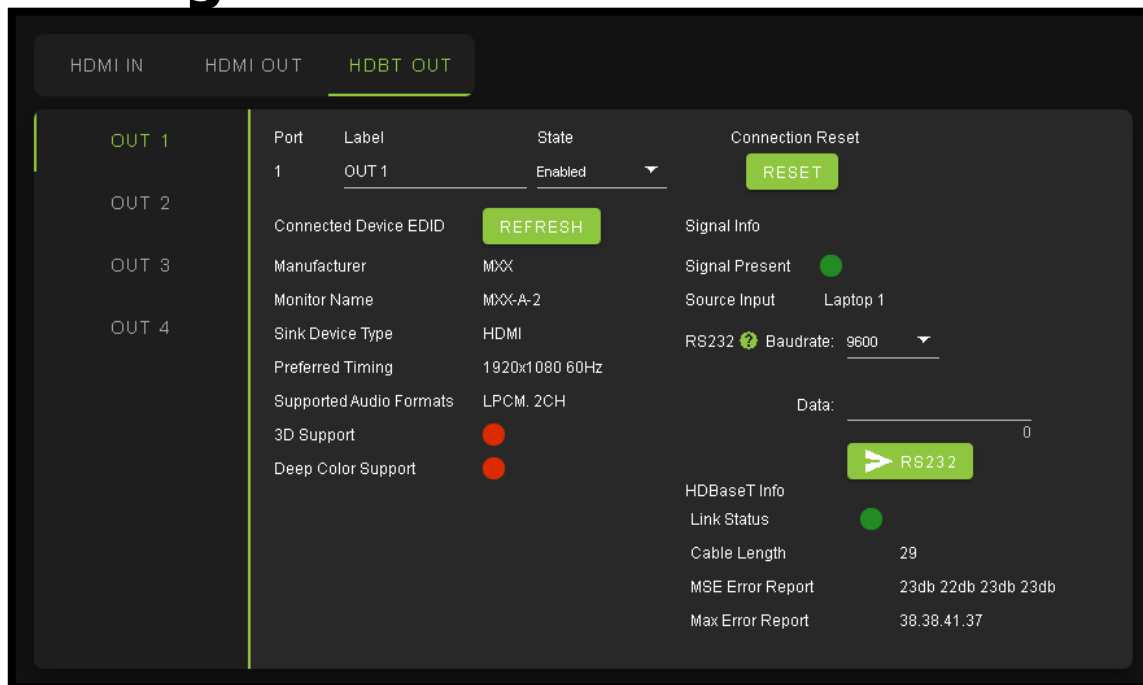 HDMI IN HDMI OUT HDBT OUT
OUT 1
OUT 2
OUT 3
OUT 4
Port Label State Connection Reset
1 OUT 1 Enabled RESET
Connected Device EDID REFRESH
Manufacturer MXX
Monitor Name MXX-A-2
Sink Device Type HDMI
Preferred Timing 1920x1080 60Hz
Supported Audio Formats LPCM. 2CH
3D Support
Deep Color Support
Signal Info
Signal Present
Source Input Laptop 1
RS232 ? Baudrate: 9600
Data:
0
RS232
HDBaseT Info
Link Status
Cable Length 29
MSE Error Report 23db 22db 23db 23db
Max Error Report 38.38.41.37